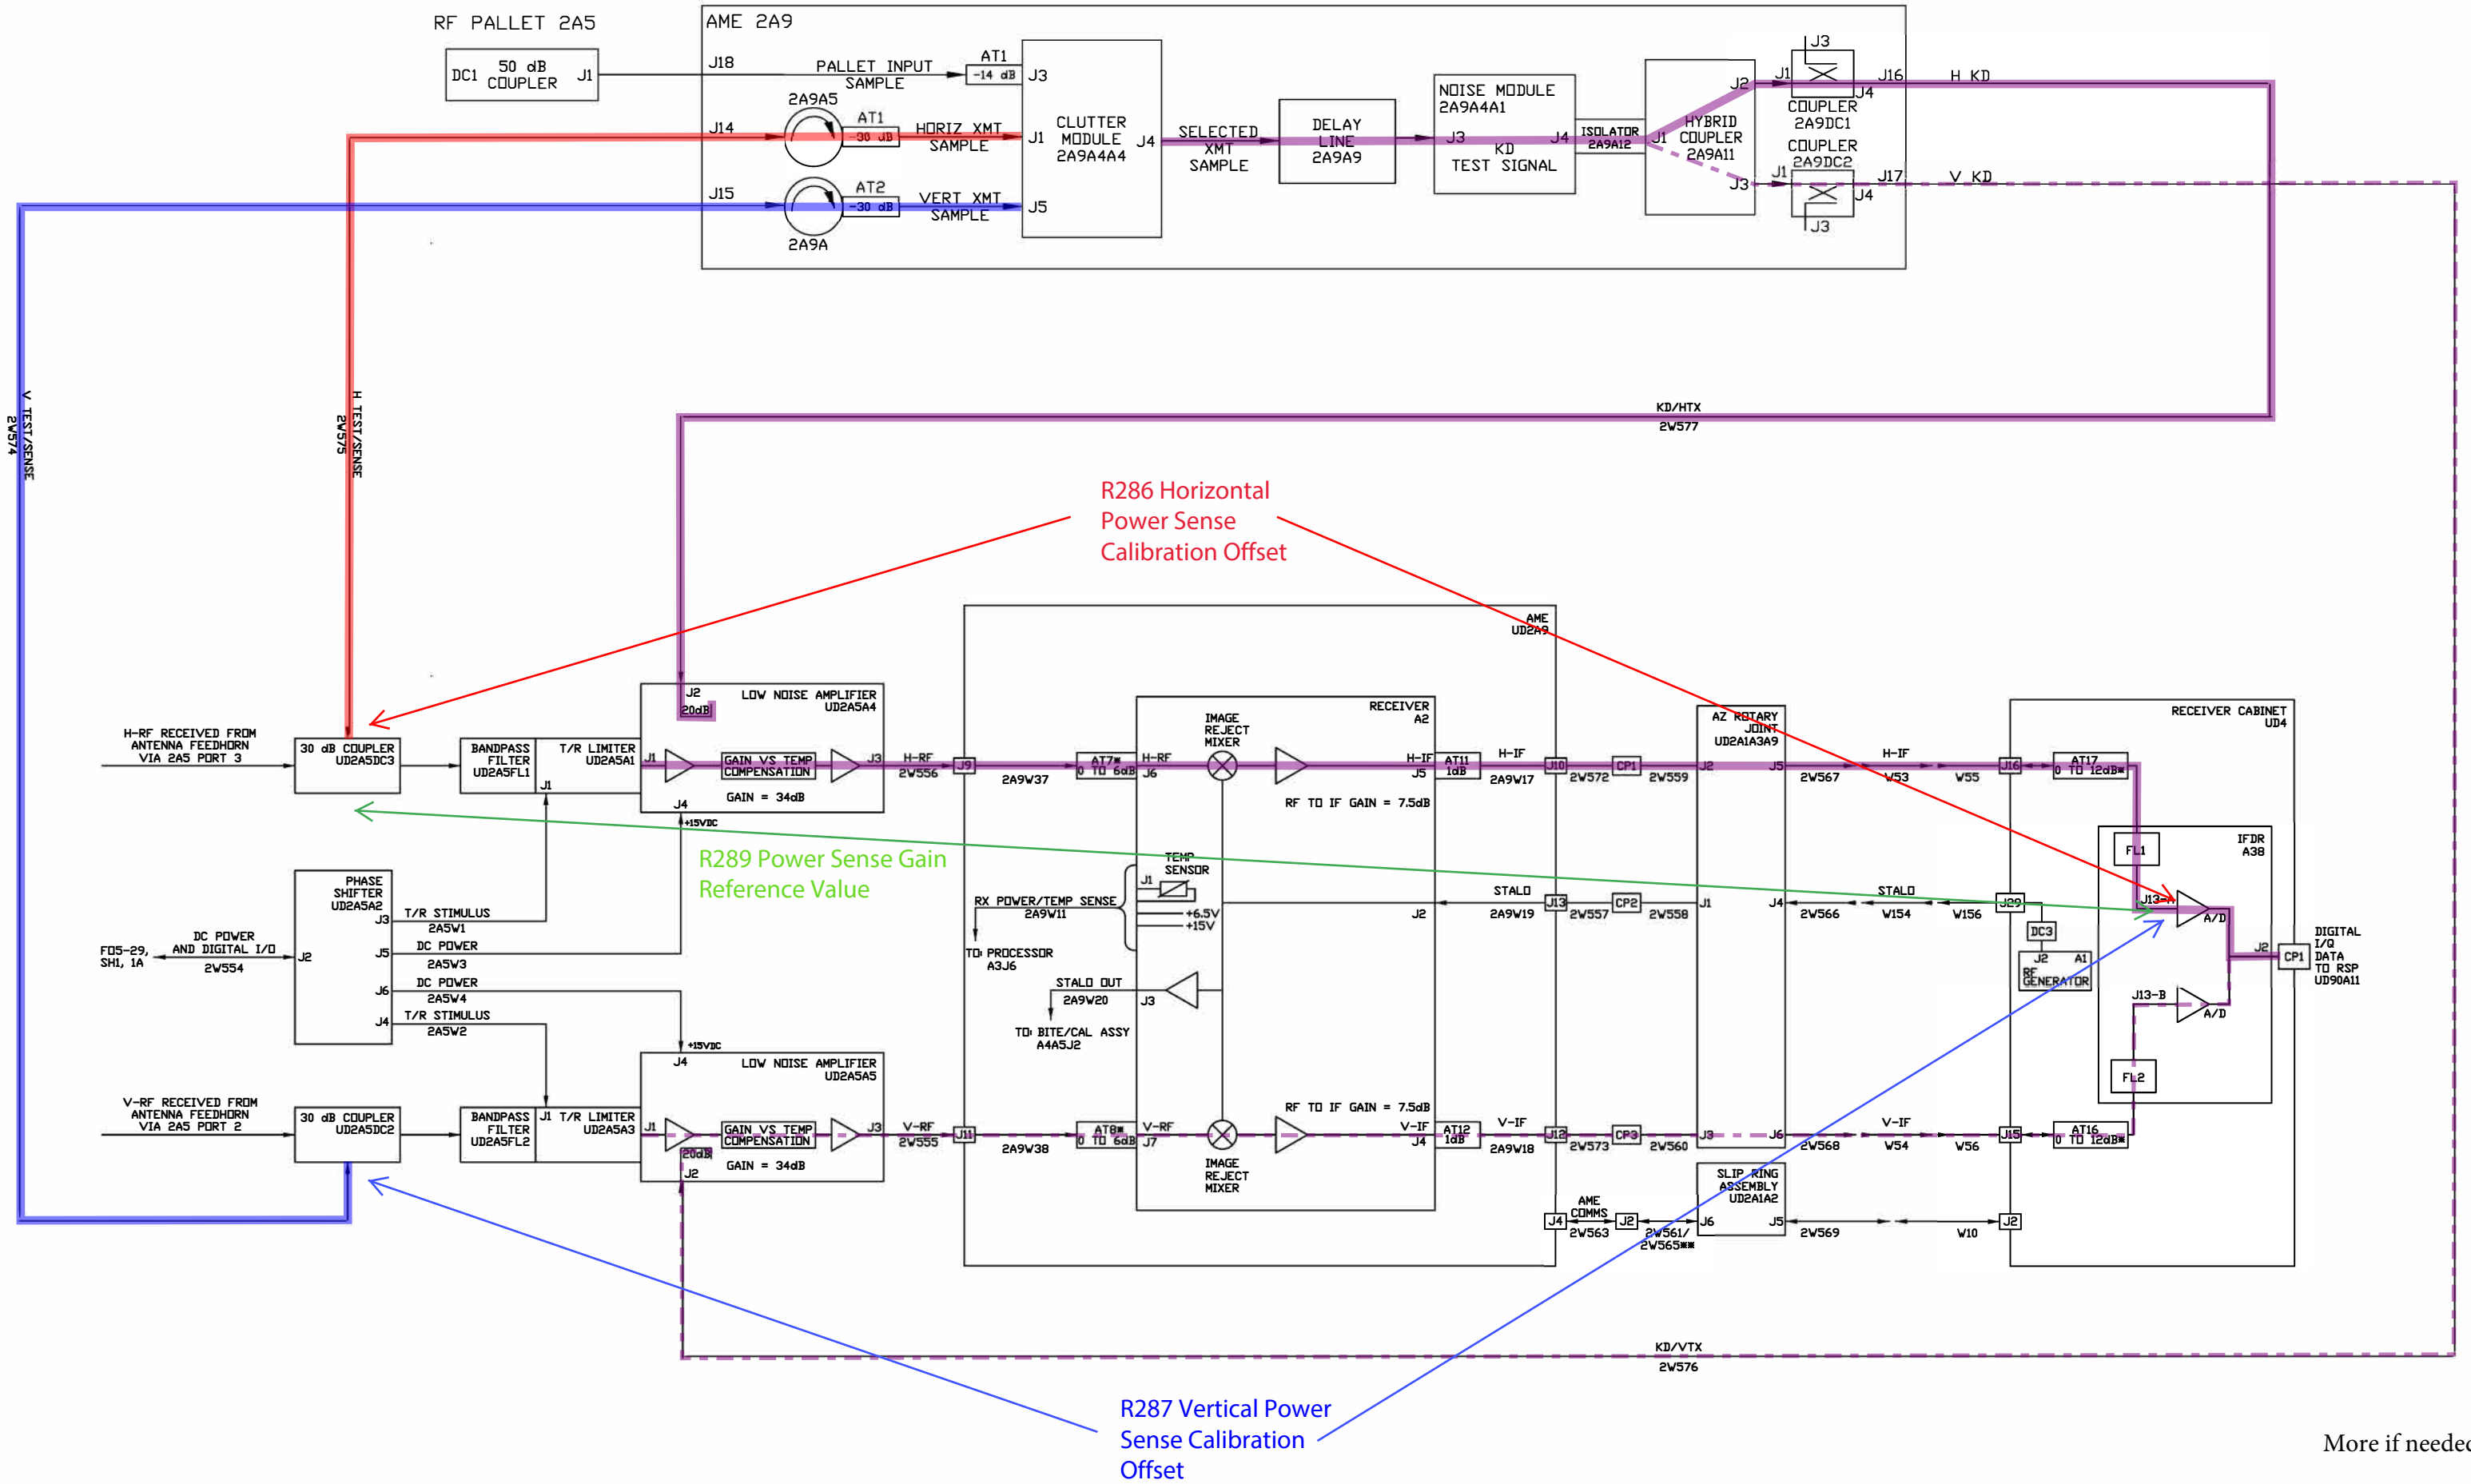 RF PALLET 2A5
DC1
50 dB
COUPLER
J1
AME 2A9
J18
PALLET INPUT
SAMPLE
AT1
-14 dB
J3
2A9A5
J14
AT1
-30 dB
HORIZ XMT
SAMPLE
J1
CLUTTER
MODULE
2A9A4A4
J4
J15
AT2
-30 dB
VERT XMT
SAMPLE
J5
2A9A
SELECTED
XMT
SAMPLE
DELAY
LINE
2A9A9
NOISE MODULE
2A9A4A1
J3
J4
KD
TEST SIGNAL
ISOLATOR
2A9A12
J1
HYBRID
COUPLER
2A9A11
J2
J3
J3
J1
J4
COUPLER
2A9DC1
J16
H KD
COUPLER
2A9DC2
J1
J4
J3
J17
V KD
V TEST/SENSE
2W574
H TEST/SENSE
2W575
KD/HTX
2W577
R286 Horizontal
Power Sense
Calibration Offset
AME
UD2A9
H-RF RECEIVED FROM
ANTENNA FEEDHORN
VIA 2A5 PORT 3
30 dB COUPLER
UD2A5DC3
BANDPASS
FILTER
UD2A5FL1
T/R LIMITER
UD2A5A1
J1
J2
20dB
LOW NOISE AMPLIFIER
UD2A5A4
J1
GAIN VS TEMP
COMPENSATION
GAIN = 34dB
J3
J4
+15VDC
H-RF
2W556
J9
2A9W37
AT7*
0 TO 6dB
H-RF
J6
IMAGE
REJECT
MIXER
RECEIVER
A2
H-IF
J5
RF TO IF GAIN = 7.5dB
AT11
1dB
H-IF
2A9W17
J10
2W572
CP1
2W559
AZ ROTARY
JOINT
UD2A1A3A9
J2
J5
2W567
H-IF
W53
W55
J16
AT17
0 TO 12dB*
RECEIVER CABINET
UD4
R289 Power Sense Gain
Reference Value
IFDR
A38
FL1
J13-A
A/D
TEMP
SENSOR
J1
RX POWER/TEMP SENSE
2A9W11
+6.5V
+15V
TO: PROCESSOR
A3J6
J2
STALO
2A9W19
J13
2W557
CP2
2W558
J1
J4
2W566
STALO
W154
W156
J29
DC3
J2
A1
RF
GENERATOR
J2
CP1
DIGITAL
I/Q
DATA
TO RSP
UD90A11
PHASE
SHIFTER
UD2A5A2
J3
T/R STIMULUS
2A5W1
FO5-29,
SH1, 1A
DC POWER
AND DIGITAL I/O
2W554
J2
J5
DC POWER
2A5W3
J6
DC POWER
2A5W4
J4
T/R STIMULUS
2A5W2
STALO OUT
2A9W20
J3
TO: BITE/CAL ASSY
A4A5J2
J13-B
A/D
FL2
V-RF RECEIVED FROM
ANTENNA FEEDHORN
VIA 2A5 PORT 2
30 dB COUPLER
UD2A5DC2
BANDPASS
FILTER
UD2A5FL2
J1
T/R LIMITER
UD2A5A3
+15VDC
J4
LOW NOISE AMPLIFIER
UD2A5A5
J1
GAIN VS TEMP
COMPENSATION
20dB
GAIN = 34dB
J2
J3
V-RF
2W555
J11
2A9W38
AT8*
0 TO 6dB
V-RF
J7
IMAGE
REJECT
MIXER
RF TO IF GAIN = 7.5dB
V-IF
J4
AT12
1dB
V-IF
2A9W18
J12
2W573
CP3
2W560
J3
J6
2W568
V-IF
W54
W56
J15
AT16
0 TO 12dB*
SLIP RING
ASSEMBLY
UD2A1A2
J4
AME
COMMS
2W563
J2
2W561/
2W565**
J6
J5
2W569
W10
J2
KD/VTX
2W576
R287 Vertical Power
Sense Calibration
Offset
More if needed